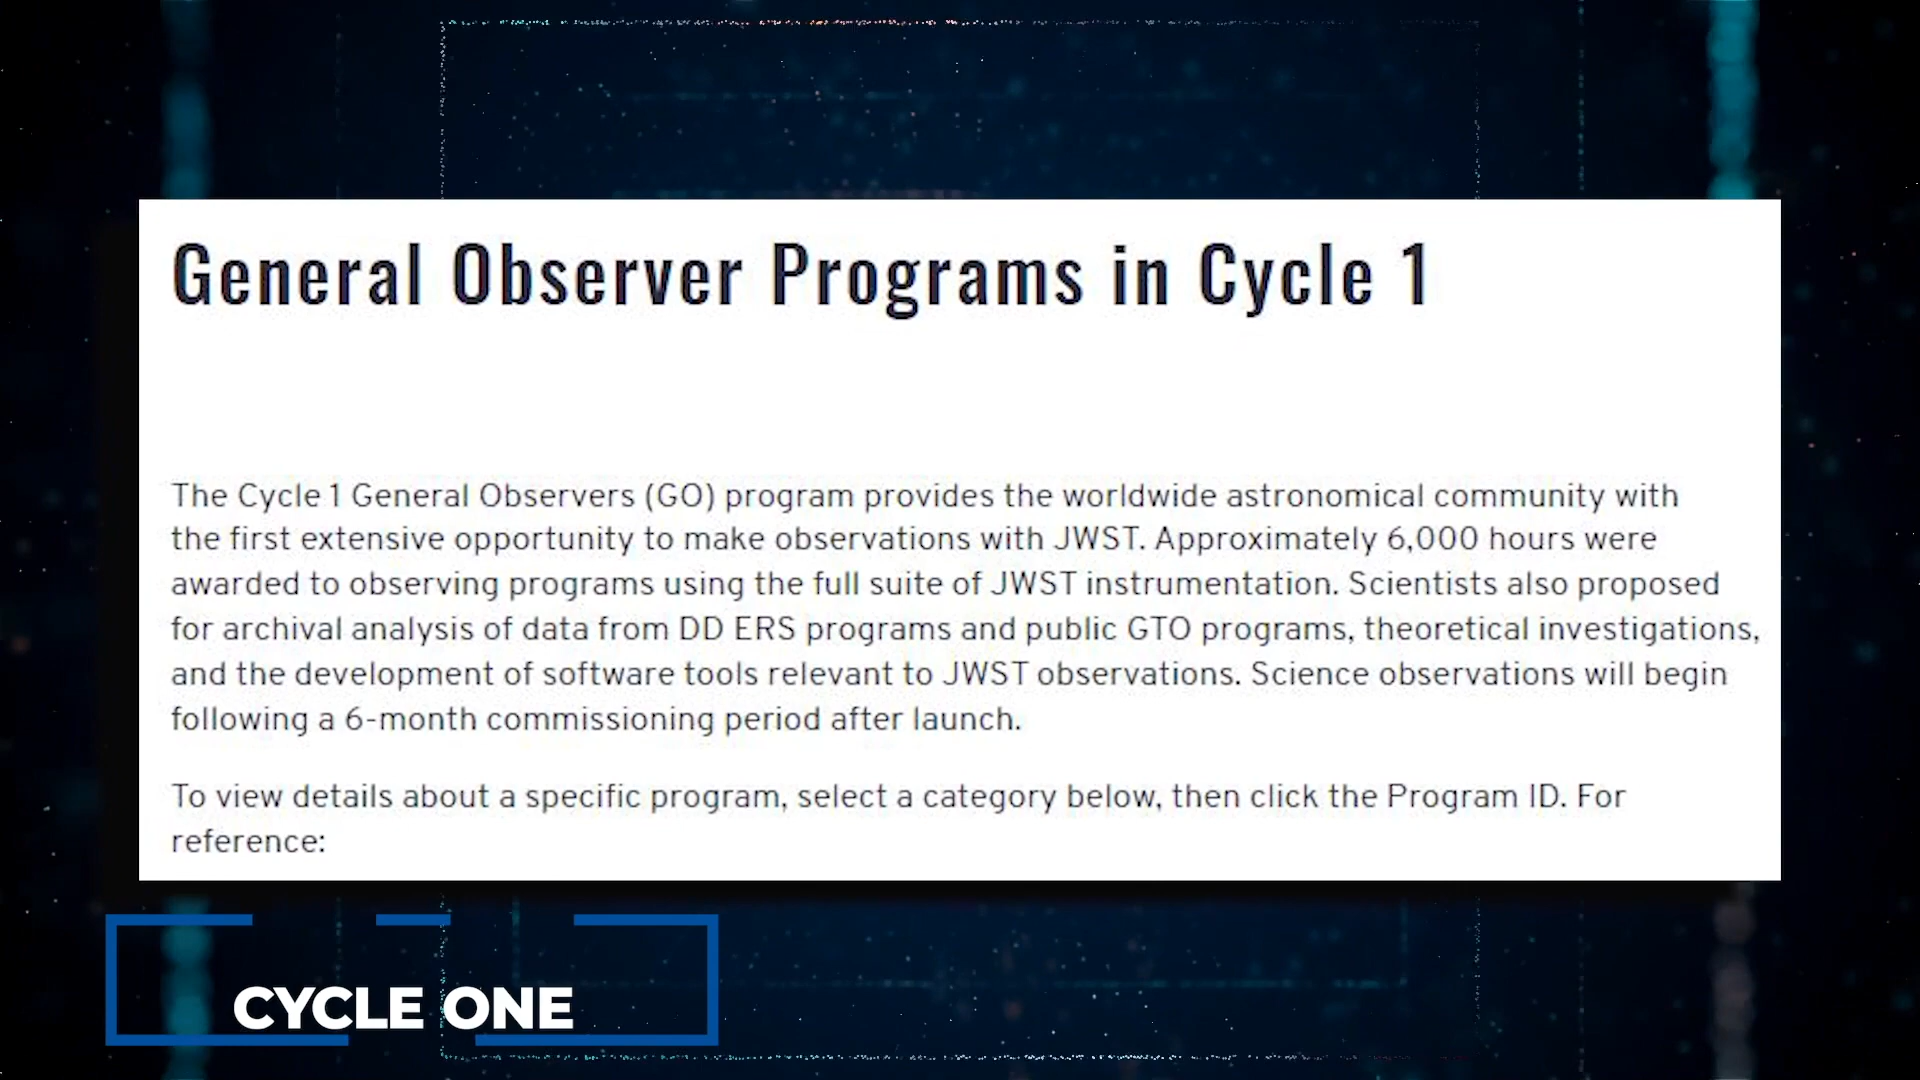 General Observer Programs in Cycle 1
The Cycle 1 General Observers (GO) program provides the worldwide astronomical community with
the first extensive opportunity to make observations with JWST. Approximately 6,000 hours were
awarded to observing programs using the full suite of JWST instrumentation. Scientists also proposed
for archival analysis of data from DD ERS programs and public GTO programs, theoretical investigations,
and the development of software tools relevant to JWST observations. Science observations will begin
following a 6-month commissioning period after launch.
To view details about a specific program, select a category below, then click the Program ID. For
reference:
CYCLE ONE